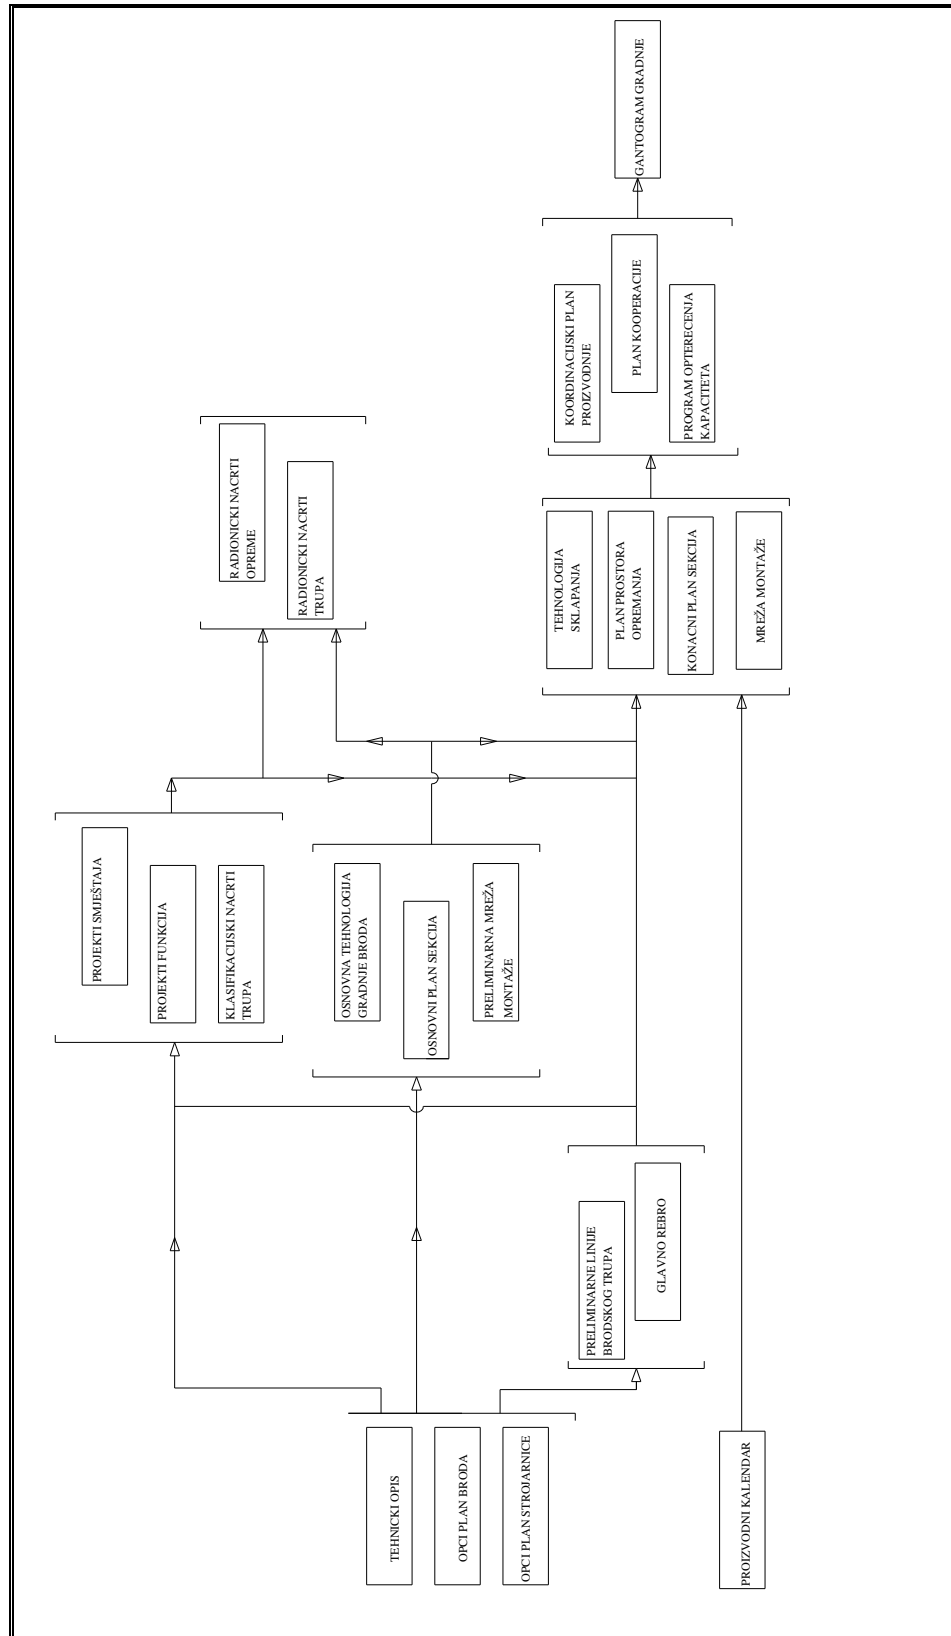 GANTOGRAM GRADNJE
KOORDINACIJSKI PLAN
PROIZVODNJE
PLAN KOOPERACIJE
PROGRAM OPTERECENJA
KAPACITETA
RADIONICKI NACRTI
OPREME
RADIONICKI NACRTI
TRUPA
TEHNOLOGIJA
SKLAPANJA
PLAN PROSTORA
OPREMANJA
KONACNI PLAN SEKCIJA
MREŽA MONTAŽE
PROJEKTI SMJEŠTAJA
PROJEKTI FUNKCIJA
KLASIFIKACIJSKI NACRTI
TRUPA
OSNOVNA TEHNOLOGIJA
GRADNJE BRODA
OSNOVNI PLAN SEKCIJA
PRELIMINARNA MREŽA
MONTAŽE
PRELIMINARNE LINIJE
BRODSKOG TRUPA
GLAVNO REBRO
TEHNICKI OPIS
OPCI PLAN BRODA
OPCI PLAN STROJARNICE
PROIZVODNI KALENDAR